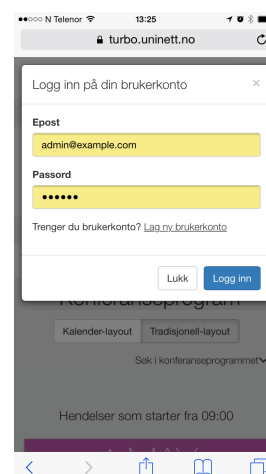 N Telenor 13:25
turbo.uninett.no
Logg inn på din brukerkonto ×
Epost
admin@example.com
Passord
••••••
Trenger du brukerkonto? Lag ny brukerkonto
Lukk Logg inn
Konferanseprogram
Kalender-layout Tradisjonell-layout
Søk i konferanseprogrammet
Hendelser som starter fra 09:00